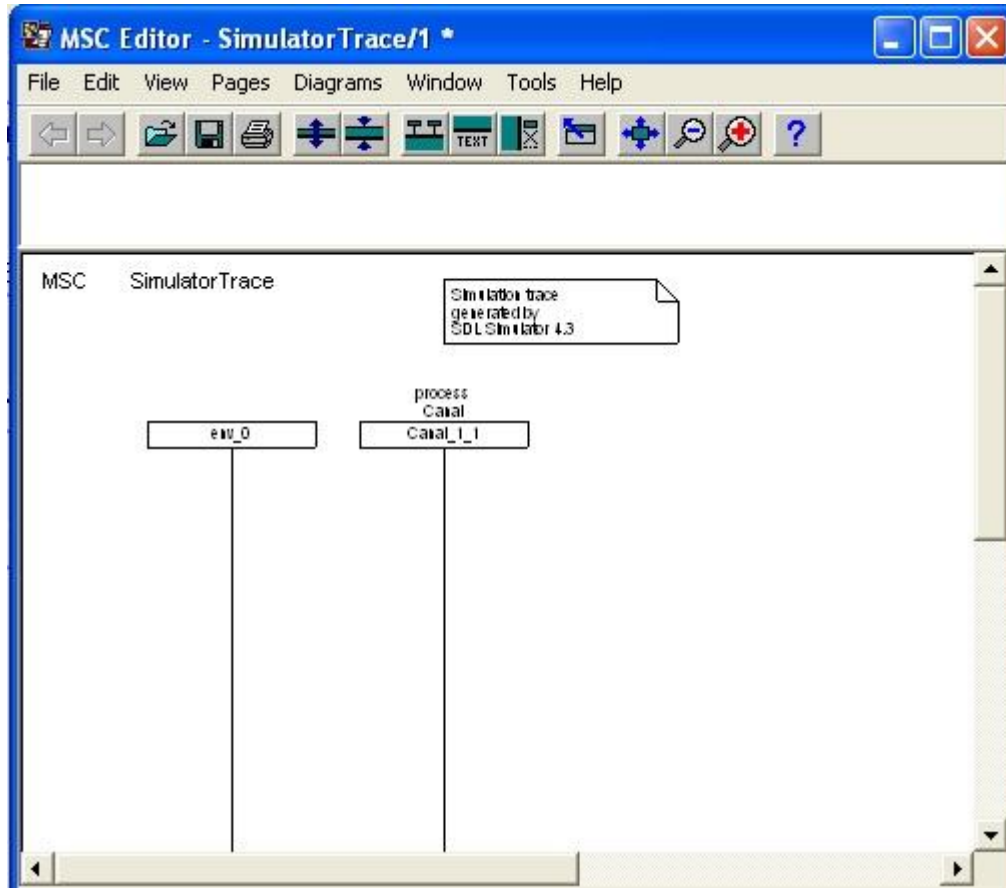 MSC Editor - SimulatorTrace/1 *
File Edit View Pages Diagrams Window Tools Help
TEXT ?
MSC SimulatorTrace
Simulation trace
generated by
SDL Simulator 4.3
process
Canal
env_0 Canal_1_1